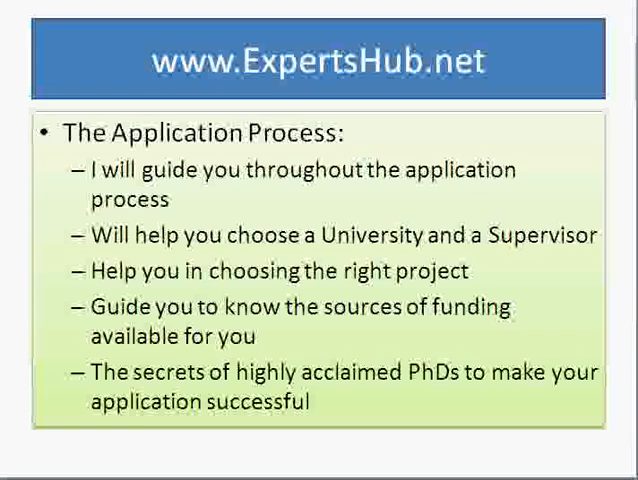 www.ExpertsHub.net
• The Application Process:
– I will guide you throughout the application
process
– Will help you choose a University and a Supervisor
– Help you in choosing the right project
– Guide you to know the sources of funding
available for you
– The secrets of highly acclaimed PhDs to make your
application successful